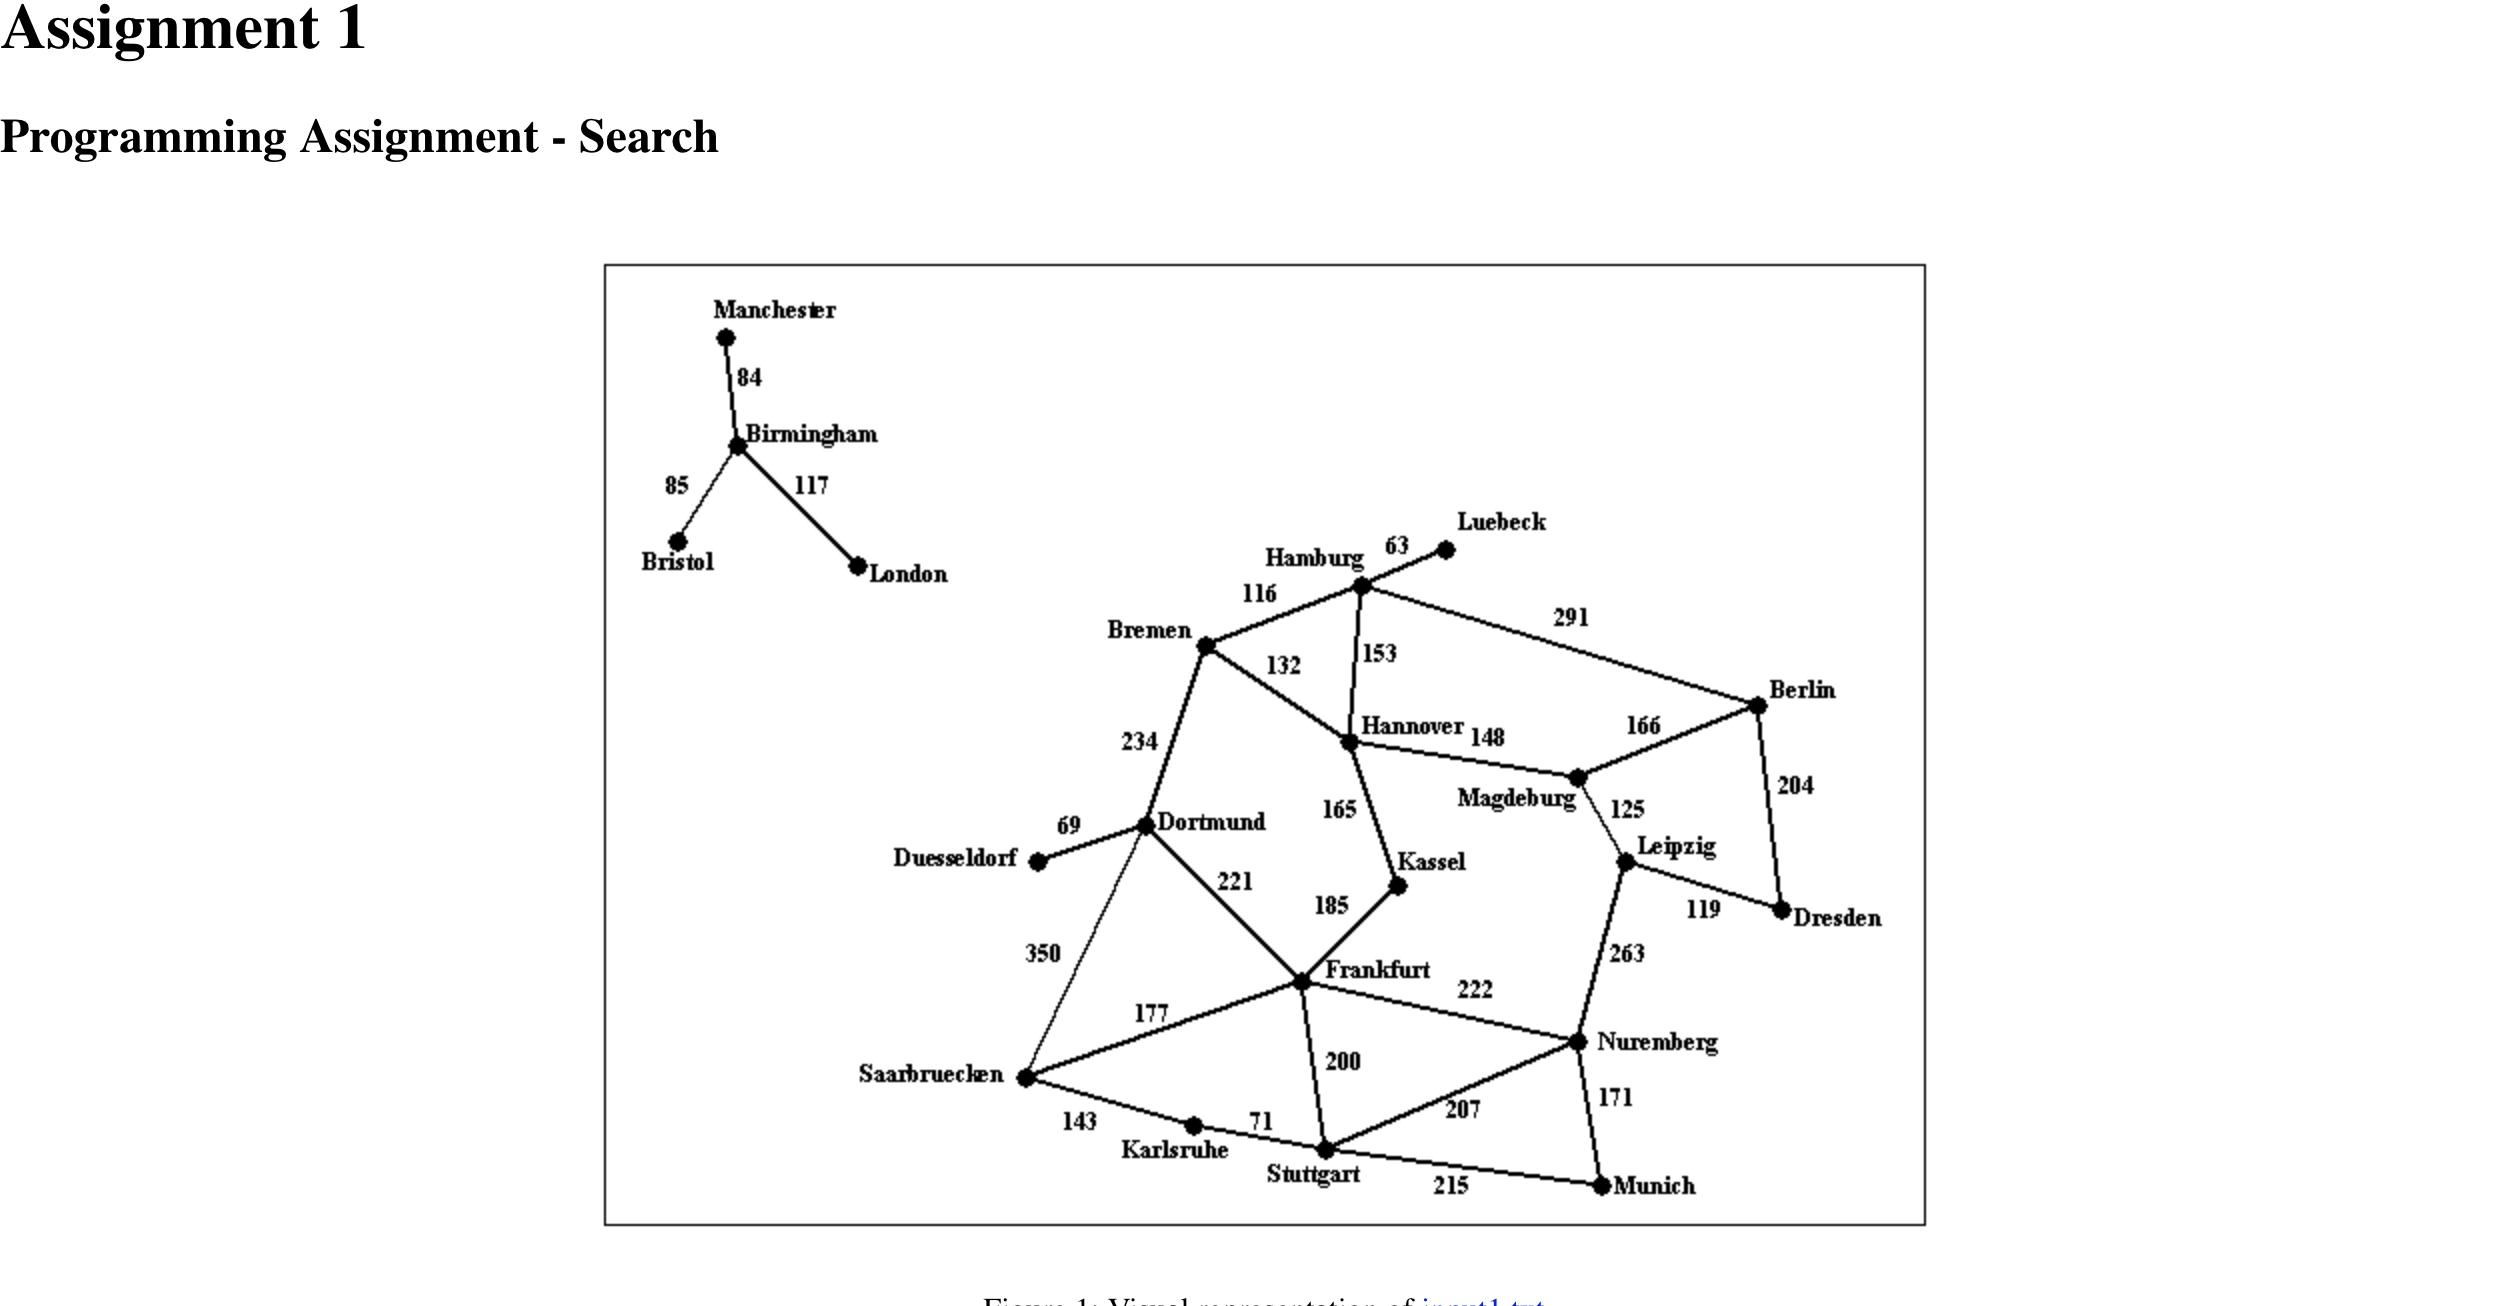 Assignment 1
Programming Assignment - Search
Manchester
84
Birmingham
85
117
Bristol
London
Luebeck
63
Hamburg
116
291
Bremen
153
132
Berlin
Hannover
148
166
234
204
Magdeburg
125
165
Dortmund
69
Leipzig
Duesseldorf
Kassel
221
185
119
Dresden
350
263
Frankfurt
222
177
Nuremberg
200
Saarbruecken
171
207
143
71
Karlsruhe
Stuttgart
215
Munich
Figure 1: Visual representation of input1.txt